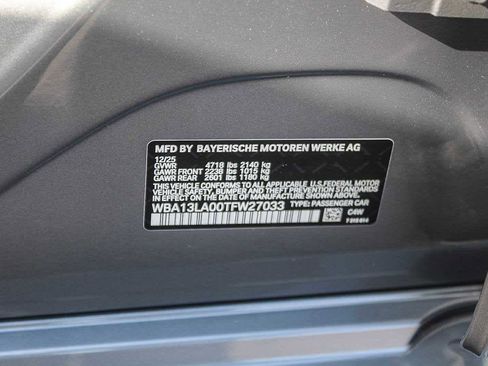 MFD BY BAYERISCHE MOTOREN WERKE AG
12/25
GVWR 4718 lbs 2140 kg
GAWR FRONT 2238 lbs 1015 kg
GAWR REAR 2601 lbs 1180 kg
THIS VEHICLE CONFORMS TO ALL APPLICABLE U.S. FEDERAL MOTOR
VEHICLE SAFETY, BUMPER AND THEFT PREVENTION STANDARDS
IN EFFECT ON THE DATE OF MANUFACTURE SHOWN ABOVE.
WBA13LA00TFW27033 TYPE: PASSENGER CAR
C4W